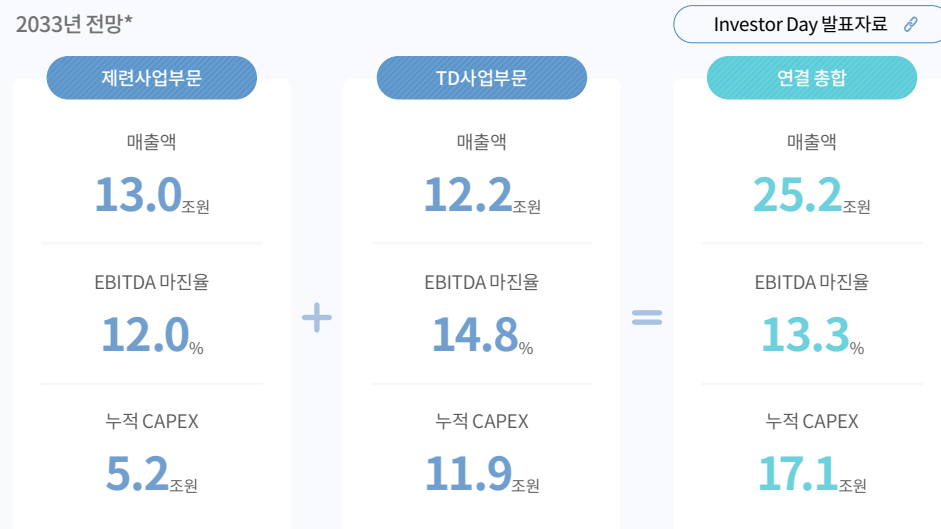 2033년 전망*
Investor Day 발표자료
제련사업부문
매출액
13.0조원
EBITDA 마진율
12.0%
누적 CAPEX
5.2조원
+
TD사업부문
매출액
12.2조원
EBITDA 마진율
14.8%
누적 CAPEX
11.9조원
=
연결 총합
매출액
25.2조원
EBITDA 마진율
13.3%
누적 CAPEX
17.1조원